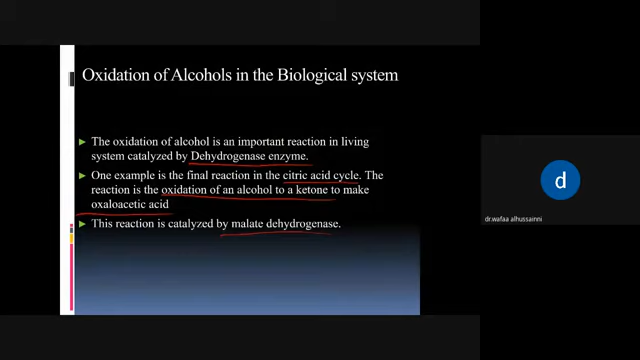 Oxidation of Alcohols in the Biological system
The oxidation of alcohol is an important reaction in living
system catalyzed by Dehydrogenase enzyme.
One example is the final reaction in the citric acid cycle. The
reaction is the oxidation of an alcohol to a ketone to make
oxaloacetic acid
This reaction is catalyzed by malate dehydrogenase.
d
dr.wafaa alhussainni